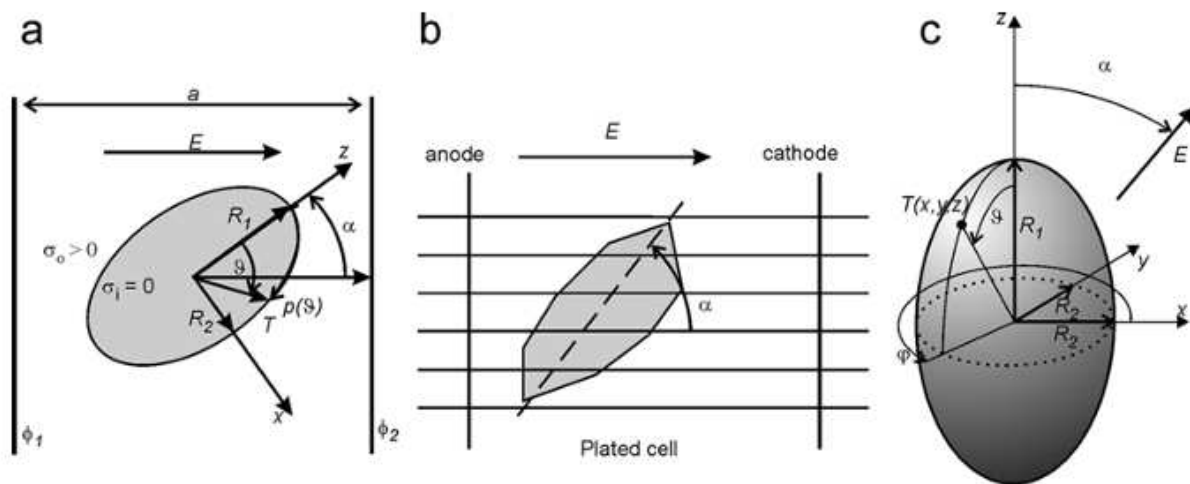 a
a
E
z
R1
α
σo > 0
σi = 0
ϑ
T
p(ϑ)
R2
x
ϕ1
ϕ2
b
E
anode
cathode
α
Plated cell
c
z
α
E
T(x,y,z)
ϑ
R1
y
R2
R2
x
φ